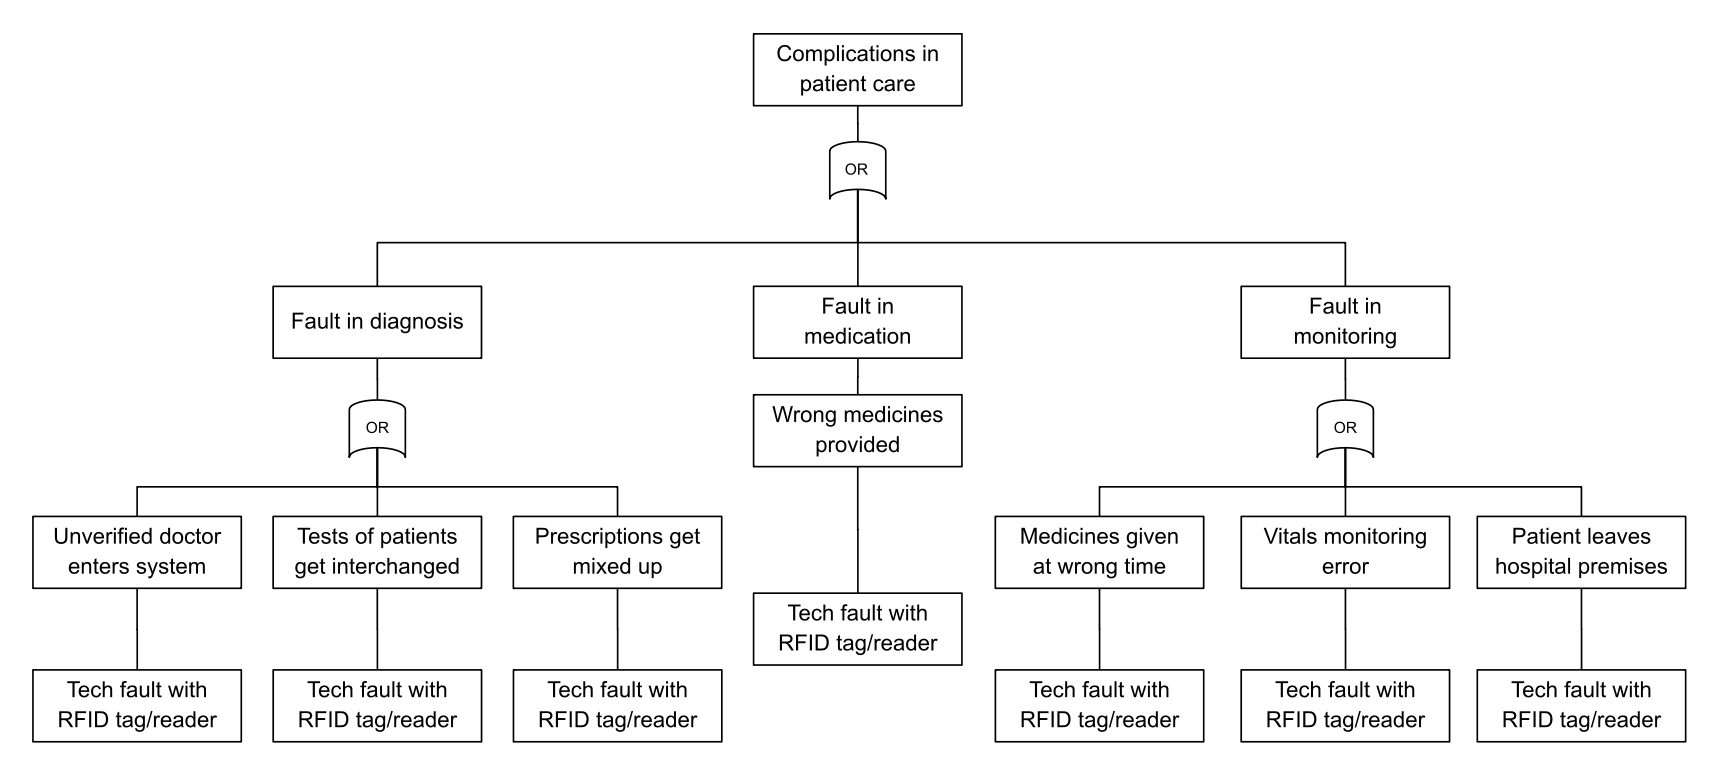 Complications in
patient care
OR
Fault in diagnosis
Fault in
medication
Fault in
monitoring
OR
Wrong medicines
provided
OR
Unverified doctor
enters system
Tests of patients
get interchanged
Prescriptions get
mixed up
Medicines given
at wrong time
Vitals monitoring
error
Patient leaves
hospital premises
Tech fault with
RFID tag/reader
Tech fault with
RFID tag/reader
Tech fault with
RFID tag/reader
Tech fault with
RFID tag/reader
Tech fault with
RFID tag/reader
Tech fault with
RFID tag/reader
Tech fault with
RFID tag/reader